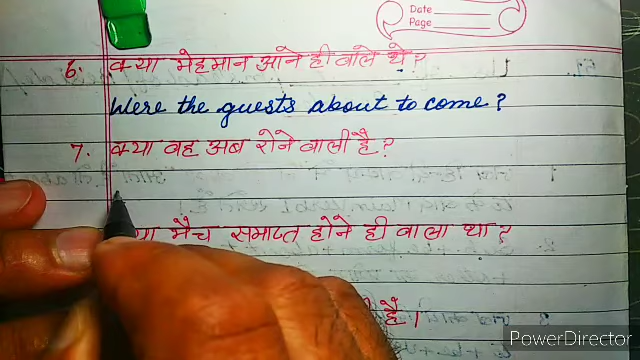 Date
Page
6. क्या मेहमान आने ही वाले थे?
Were the guests about to come?
7. क्या वह अब रोने वाली है?
मैच समाप्त होने ही वाला था?
है।
PowerDirector